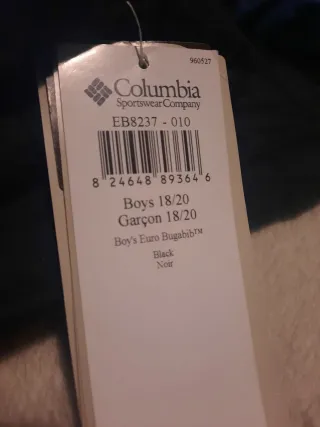 960527
Columbia
Sportswear Company
EB8237 - 010
8 24648 89364 6
Boys 18/20
Garçon 18/20
Boy's Euro Bugabib™
Black
Noir